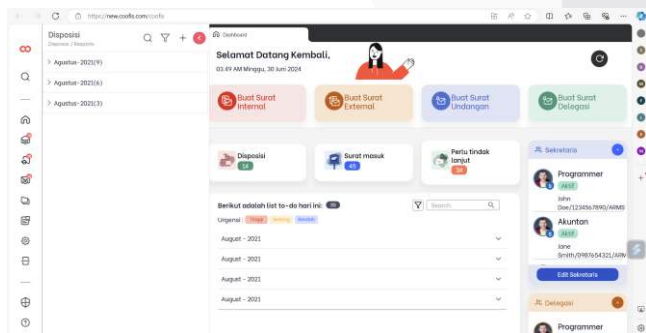 https://new.coofis.com/coofis
Disposisi
Disposisi / Reasons
Agustus-2021(9)
Agustus-2021(6)
Agustus-2021(3)
Dashboard
Selamat Datang Kembali,
03.49 AM Minggu, 30 Juni 2024
Buat Surat Internal
Buat Surat External
Buat Surat Undangan
Buat Surat Delegasi
Disposisi
14
Surat masuk
45
Perlu tindak lanjut
34
Berikut adalah list to-do hari ini:
Search
Urgensi :
August - 2021
August - 2021
August - 2021
August - 2021
Sekretaris
Programmer
Aktif
John
Doe/1234567890/ARMS
Akuntan
Aktif
Jane
Smith/0987654321/ARM
Edit Sekretaris
Delegasi
Programmer